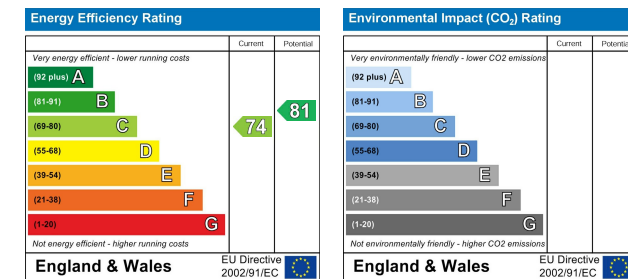 Energy Efficiency Rating
Current Potential
Very energy efficient - lower running costs
(92 plus) A
(81-91) B
(69-80) C
(55-68) D
(39-54) E
(21-38) F
(1-20) G
74
81
Not energy efficient - higher running costs
England & Wales
EU Directive
2002/91/EC
Environmental Impact (CO₂) Rating
Current Potentia
Very environmentally friendly - lower CO2 emissions
(92 plus) A
(81-91) B
(69-80) C
(55-68) D
(39-54) E
(21-38) F
(1-20) G
Not environmentally friendly - higher CO2 emissions
England & Wales
EU Directive
2002/91/EC